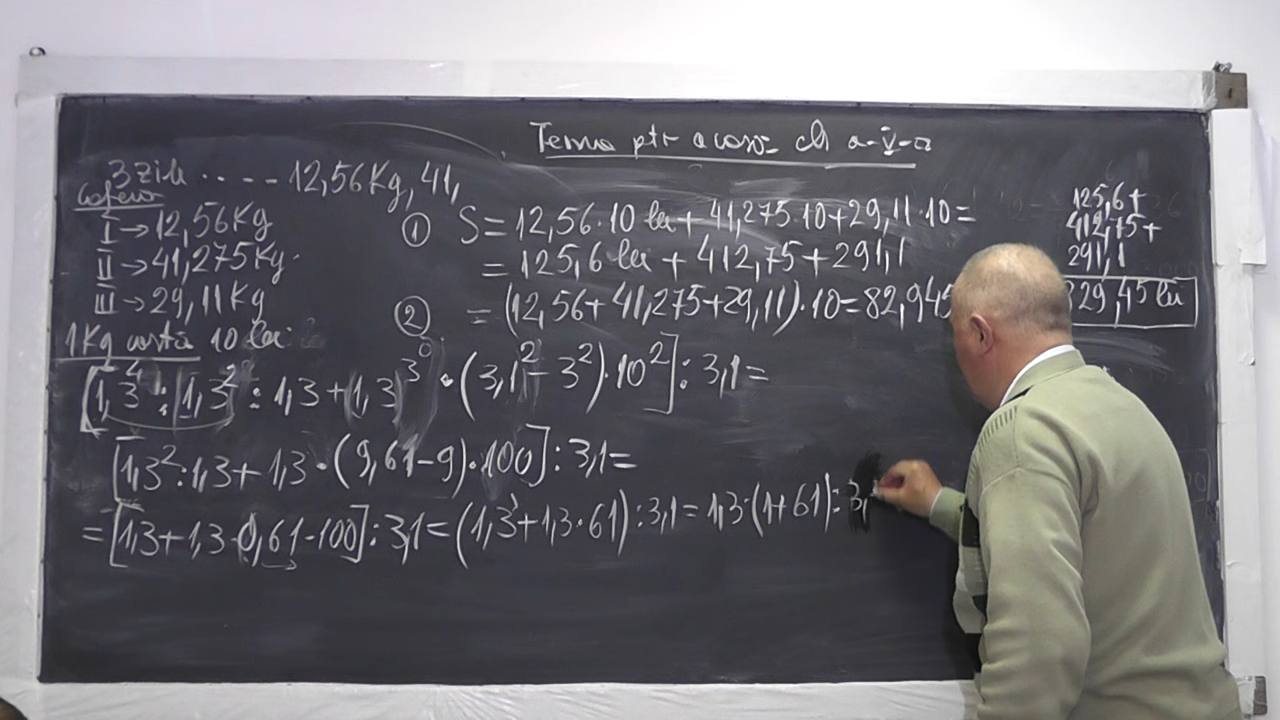 Tema ptr acasă cls a-V-a
3 zile .... 12,56 Kg, 41,
I → 12,56 Kg
II → 41,275 Kg.
III → 29,11 Kg
1 Kg costă 10 lei
① S = 12,56 · 10 lei + 41,275 · 10 + 29,11 · 10 =
= 125,6 lei + 412,75 + 291,1
② = (12,56 + 41,275 + 29,11) · 10 = 82,945
125,6 +
412,75 +
291,1
829,45 lei
[1,3⁴ : 1,3² : 1,3 + 1,3)³⁰ · (3,1² - 3²) · 10²] : 3,1 =
[1,3² : 1,3 + 1,3 · (9,61 - 9) · 100] : 3,1 =
= [1,3 + 1,3 · 0,61 · 100] : 3,1 = (1,3 + 1,3 · 61) : 3,1 = 1,3 · (1 + 61) : 3,